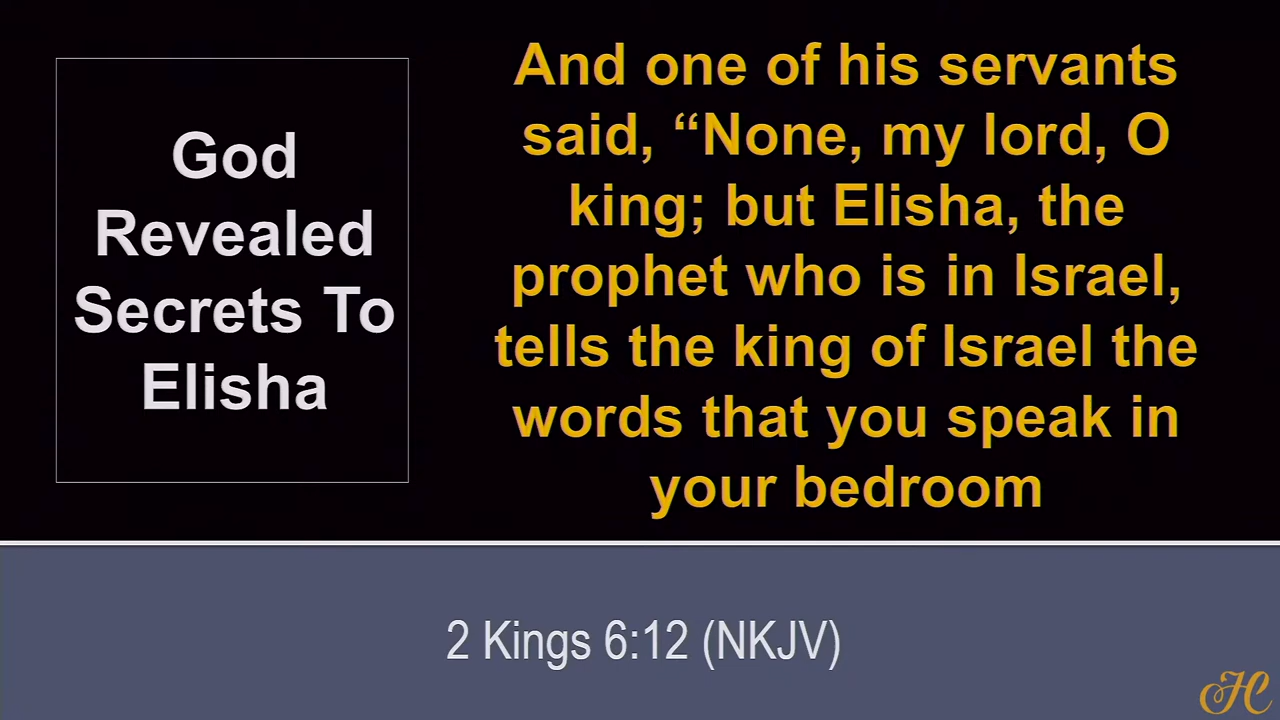 God
Revealed
Secrets To
Elisha
And one of his servants
said, “None, my lord, O
king; but Elisha, the
prophet who is in Israel,
tells the king of Israel the
words that you speak in
your bedroom
2 Kings 6:12 (NKJV)